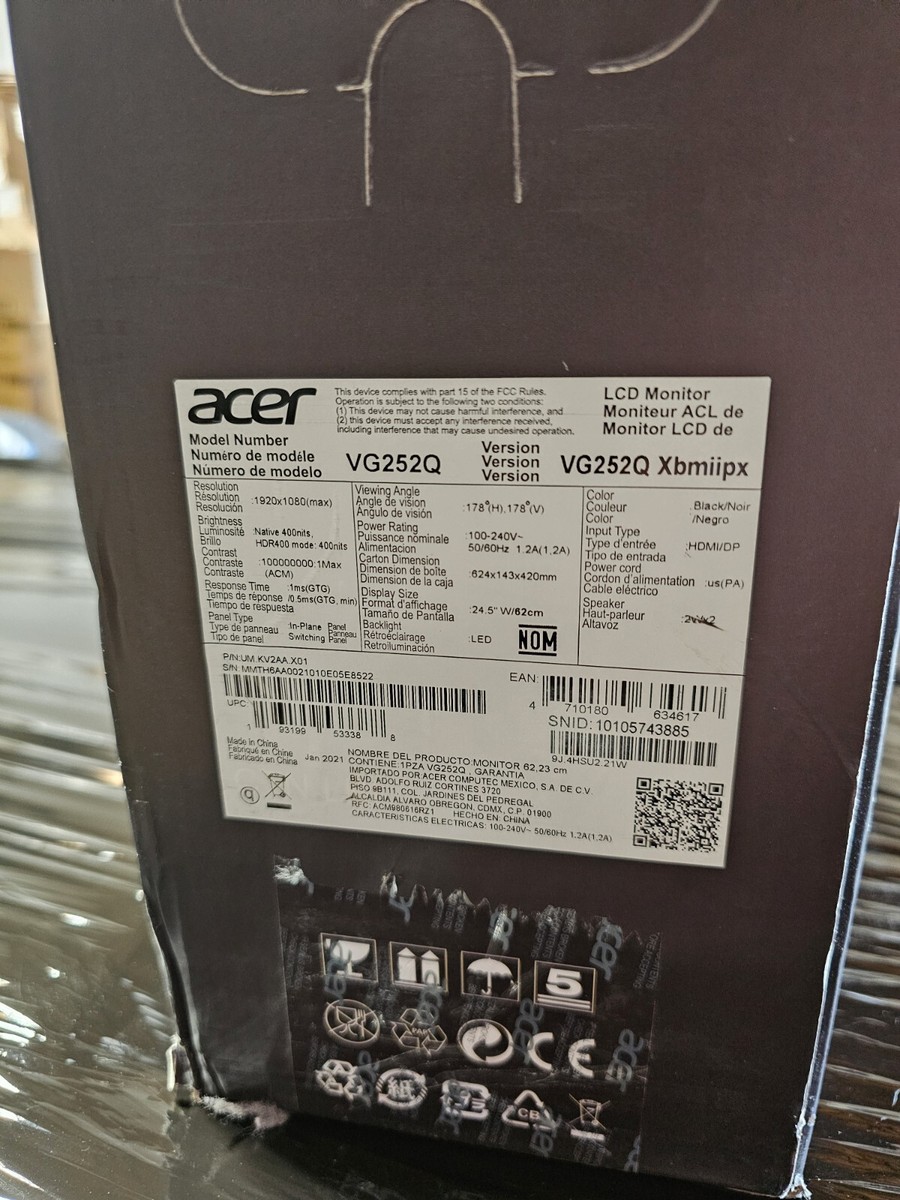 acer
This device complies with part 15 of the FCC Rules.
Operation is subject to the following two conditions:
(1) This device may not cause harmful interference, and
(2) this device must accept any interference received,
including interference that may cause undesired operation.
LCD Monitor
Moniteur ACL de
Monitor LCD de
Model Number
Numéro de modéle
Número de modelo
VG252Q
Version
Version
Version
VG252Q Xbmiipx
Resolution
Résolution
Resolución
:1920x1080(max)
Brightness
Luminosité
Brillo
:Native 400nits,
HDR400 mode: 400nits
Contrast
Contraste
Contraste
:100000000:1Max
(ACM)
Response Time
Temps de réponse
Tiempo de respuesta
:1ms(GTG)
/0.5ms(GTG, min)
Panel Type
Type de panneau
Tipo de panel
:In-Plane
Switching
Panel
Panneau
Panel
Viewing Angle
Angle de vision
Ángulo de visión
:178°(H),178°(V)
Power Rating
Puissance nominale
Alimentacion
:100-240V~
50/60Hz 1.2A(1,2A)
Carton Dimension
Dimension de boîte
Dimensión de la caja
:624x143x420mm
Display Size
Format d'affichage
Tamaño de Pantalla
:24.5" W/62cm
Backlight
Rétroéclairage
Retroiluminación
:LED
NOM
Color
Couleur
Color
:Black/Noir
/Negro
Input Type
Type d'entrée
Tipo de entrada
:HDMI/DP
Power cord
Cordon d'alimentation
Cable eléctrico
:us(PA)
Speaker
Haut-parleur
Altavoz
:2Wx2
P/N:UM.KV2AA.X01
S/N:MMTH6AA0021010E05E8522
EAN:
4 710180 634617
UPC:
1 93199 53338 8
SNID: 10105743885
9J.4HSU2.21W
Made in China
Fabriqué en Chine
Fabricado en China
Jan 2021
NOMBRE DEL PRODUCTO:MONITOR 62,23 cm
CONTIENE:1PZA VG252Q , GARANTIA
IMPORTADO POR:ACER COMPUTEC MEXICO, S.A. DE C.V.
BLVD. ADOLFO RUIZ CORTINES 3720
PISO 9B111, COL. JARDINES DEL PEDREGAL
ALCALDIA ALVARO OBREGON, CDMX, C.P. 01900
RFC: ACM980616RZ1 HECHO EN: CHINA
CARACTERISTICAS ELECTRICAS: 100-240V~ 50/60Hz 1.2A(1,2A)
acer
5
PAP
acer
CE
acer
紙
CB